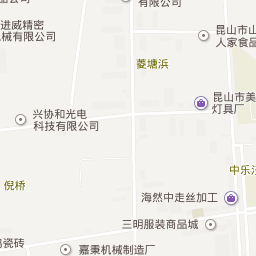 有限公司
进威精密
机械有限公司
昆山市山
人家食品
菱塘浜
昆山市美
灯具厂
兴协和光电
科技有限公司
中乐
倪桥
海然中走丝加工
三明服装商品城
瓷砖
嘉秉机械制造厂